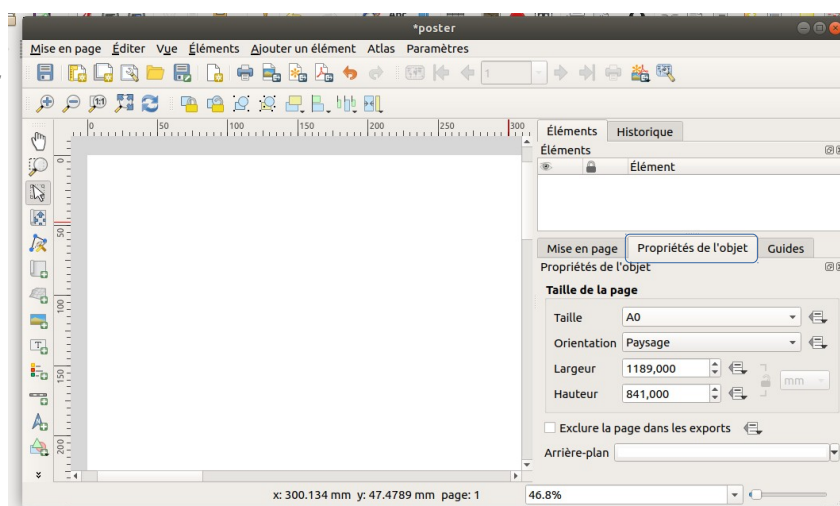 *poster
Mise en page Éditer Vue Éléments Ajouter un élément Atlas Paramètres
1
0 50 100 150 200 250 300
0
50
100
150
200
Éléments Historique
Éléments
Élément
Mise en page Propriétés de l'objet Guides
Propriétés de l'objet
Taille de la page
Taille A0
Orientation Paysage
Largeur 1189,000
mm
Hauteur 841,000
Exclure la page dans les exports
Arrière-plan
x: 300.134 mm y: 47.4789 mm page: 1 46.8%